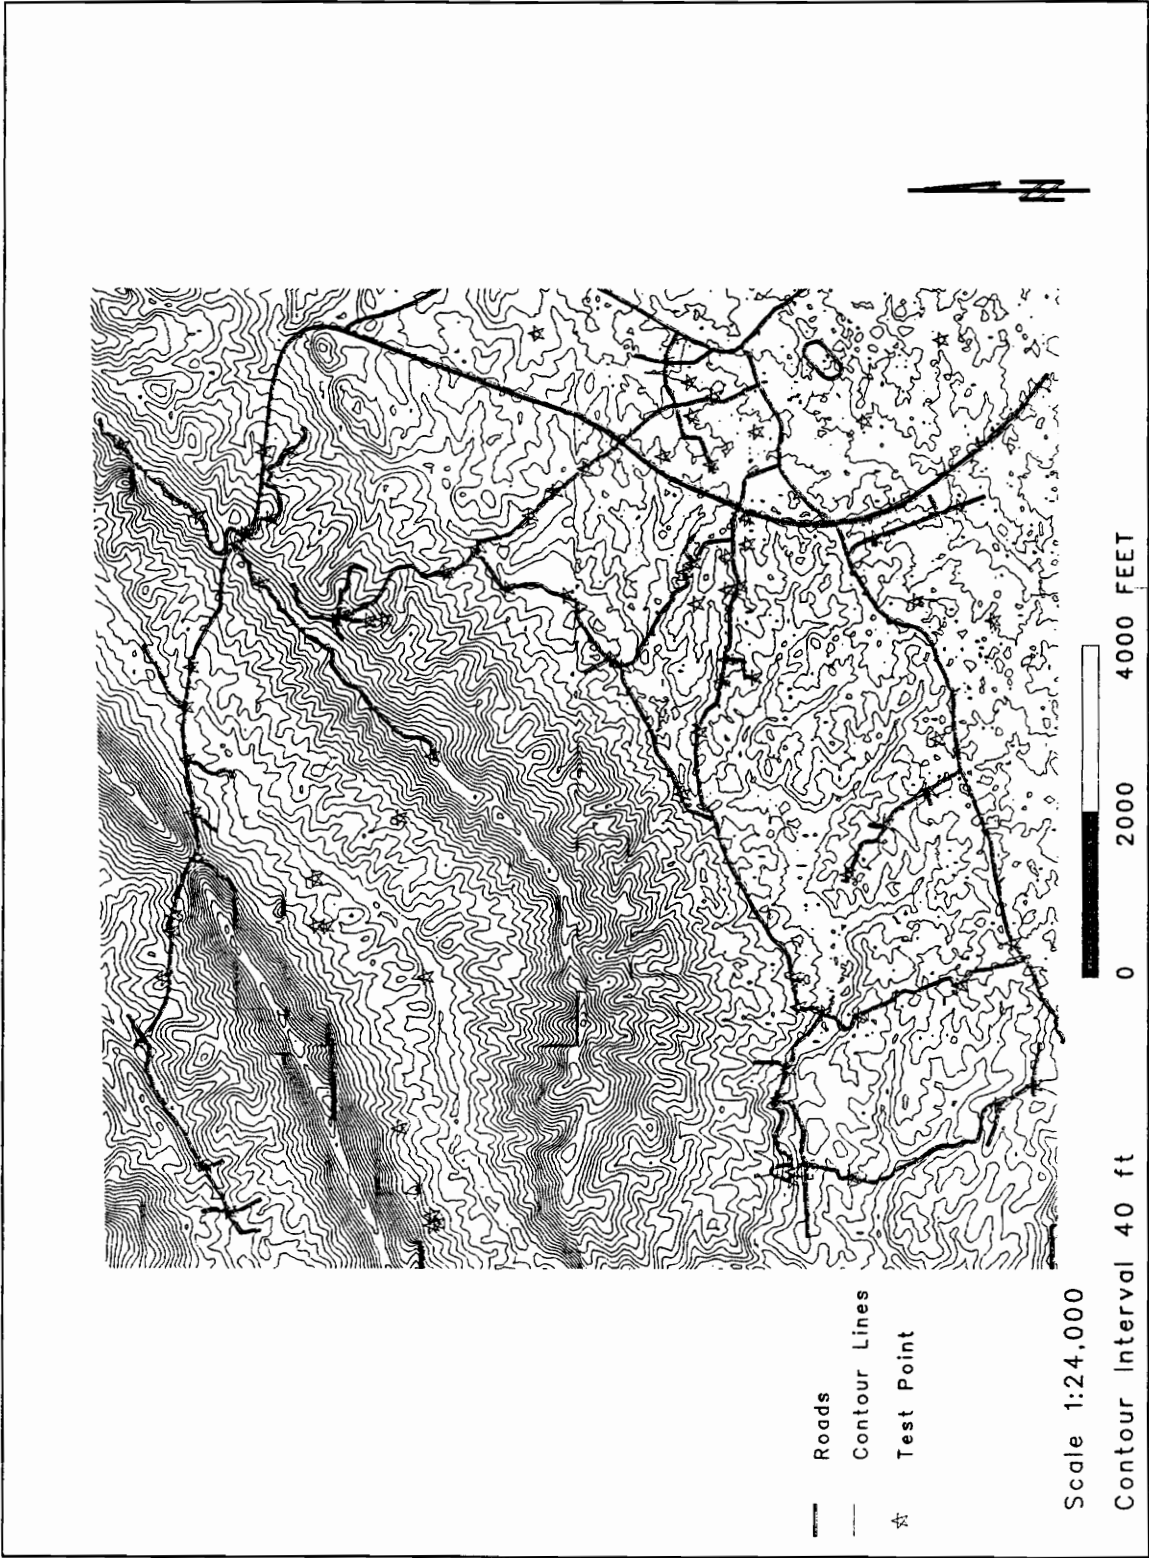 Roads
Contour Lines
Test Point
Scale 1:24,000
0 2000 4000 FEET
Contour Interval 40 ft
N